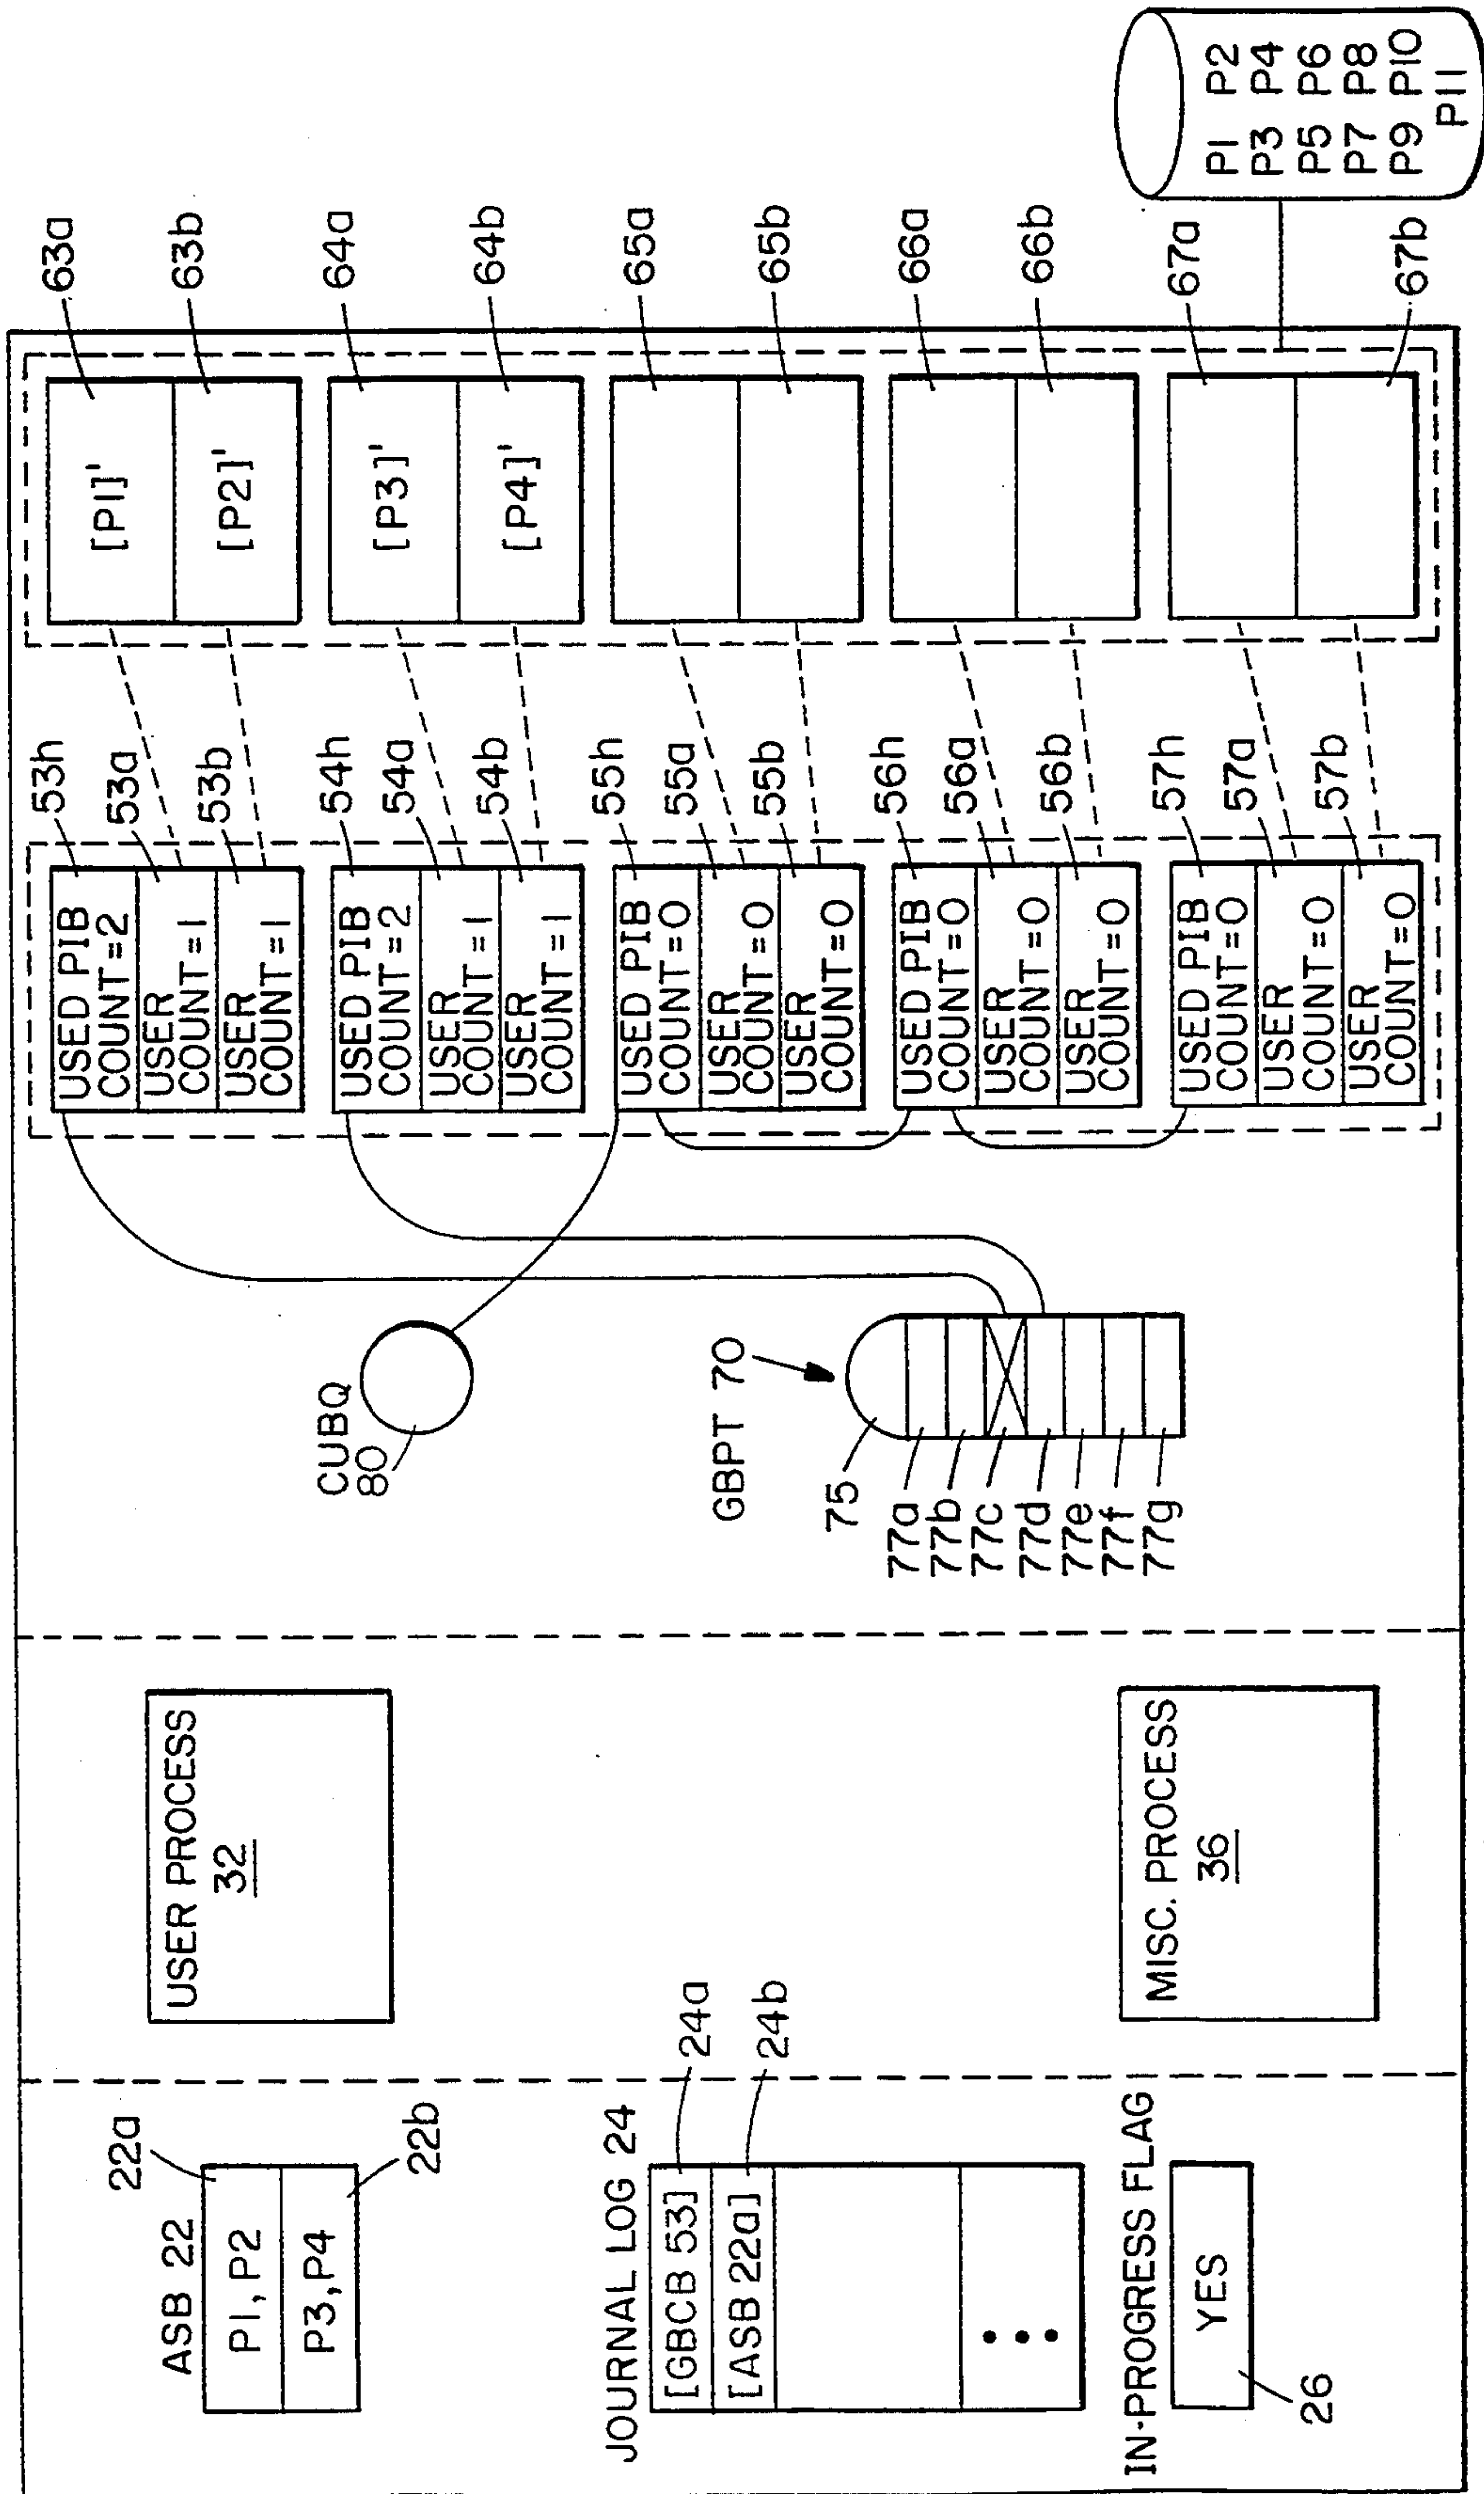 ASB 22
22a
P1, P2
P3, P4
22b
JOURNAL LOG 24
[GBCB 53]
24a
[ASB 22a]
24b
•••
IN-PROGRESS FLAG
YES
26
USER PROCESS
32
MISC. PROCESS
36
CUBQ
80
GBPT 70
75
77a
77b
77c
77d
77e
77f
77g
USED PIB
COUNT=2
USER
COUNT=1
USER
COUNT=1
53h
53a
53b
USED PIB
COUNT=2
USER
COUNT=1
USER
COUNT=1
54h
54a
54b
USED PIB
COUNT=0
USER
COUNT=0
USER
COUNT=0
55h
55a
55b
USED PIB
COUNT=0
USER
COUNT=0
USER
COUNT=0
56h
56a
56b
USED PIB
COUNT=0
USER
COUNT=0
USER
COUNT=0
57h
57a
57b
[P1]'
[P2]'
63a
63b
[P3]'
[P4]'
64a
64b
65a
65b
66a
66b
67a
67b
P1 P2
P3 P4
P5 P6
P7 P8
P9 P10
P11